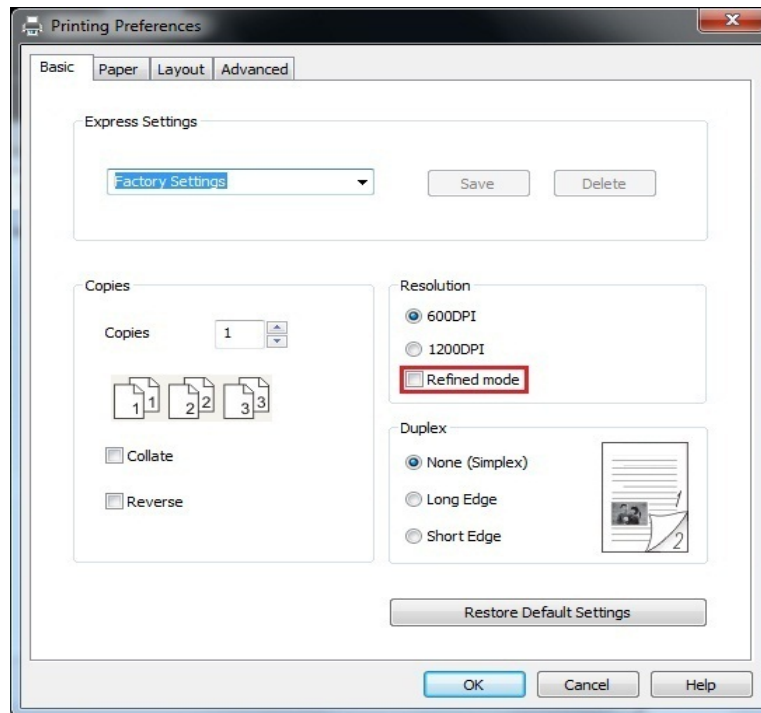 Printing Preferences
Basic
Paper
Layout
Advanced
Express Settings
Factory Settings
Save
Delete
Copies
Copies
1
1 1 2 2 3 3
Collate
Reverse
Resolution
600DPI
1200DPI
Refined mode
Duplex
None (Simplex)
Long Edge
Short Edge
1
2
Restore Default Settings
OK
Cancel
Help